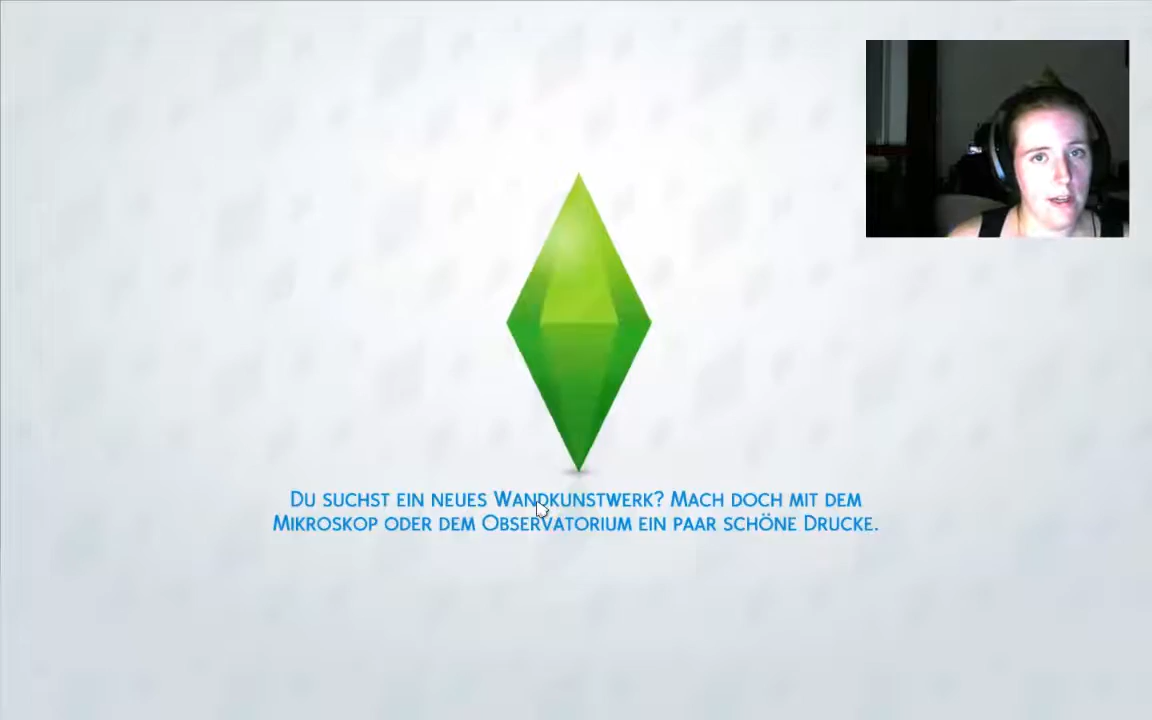 Du suchst ein neues Wandkunstwerk? Mach doch mit dem
Mikroskop oder dem Observatorium ein paar schöne Drucke.